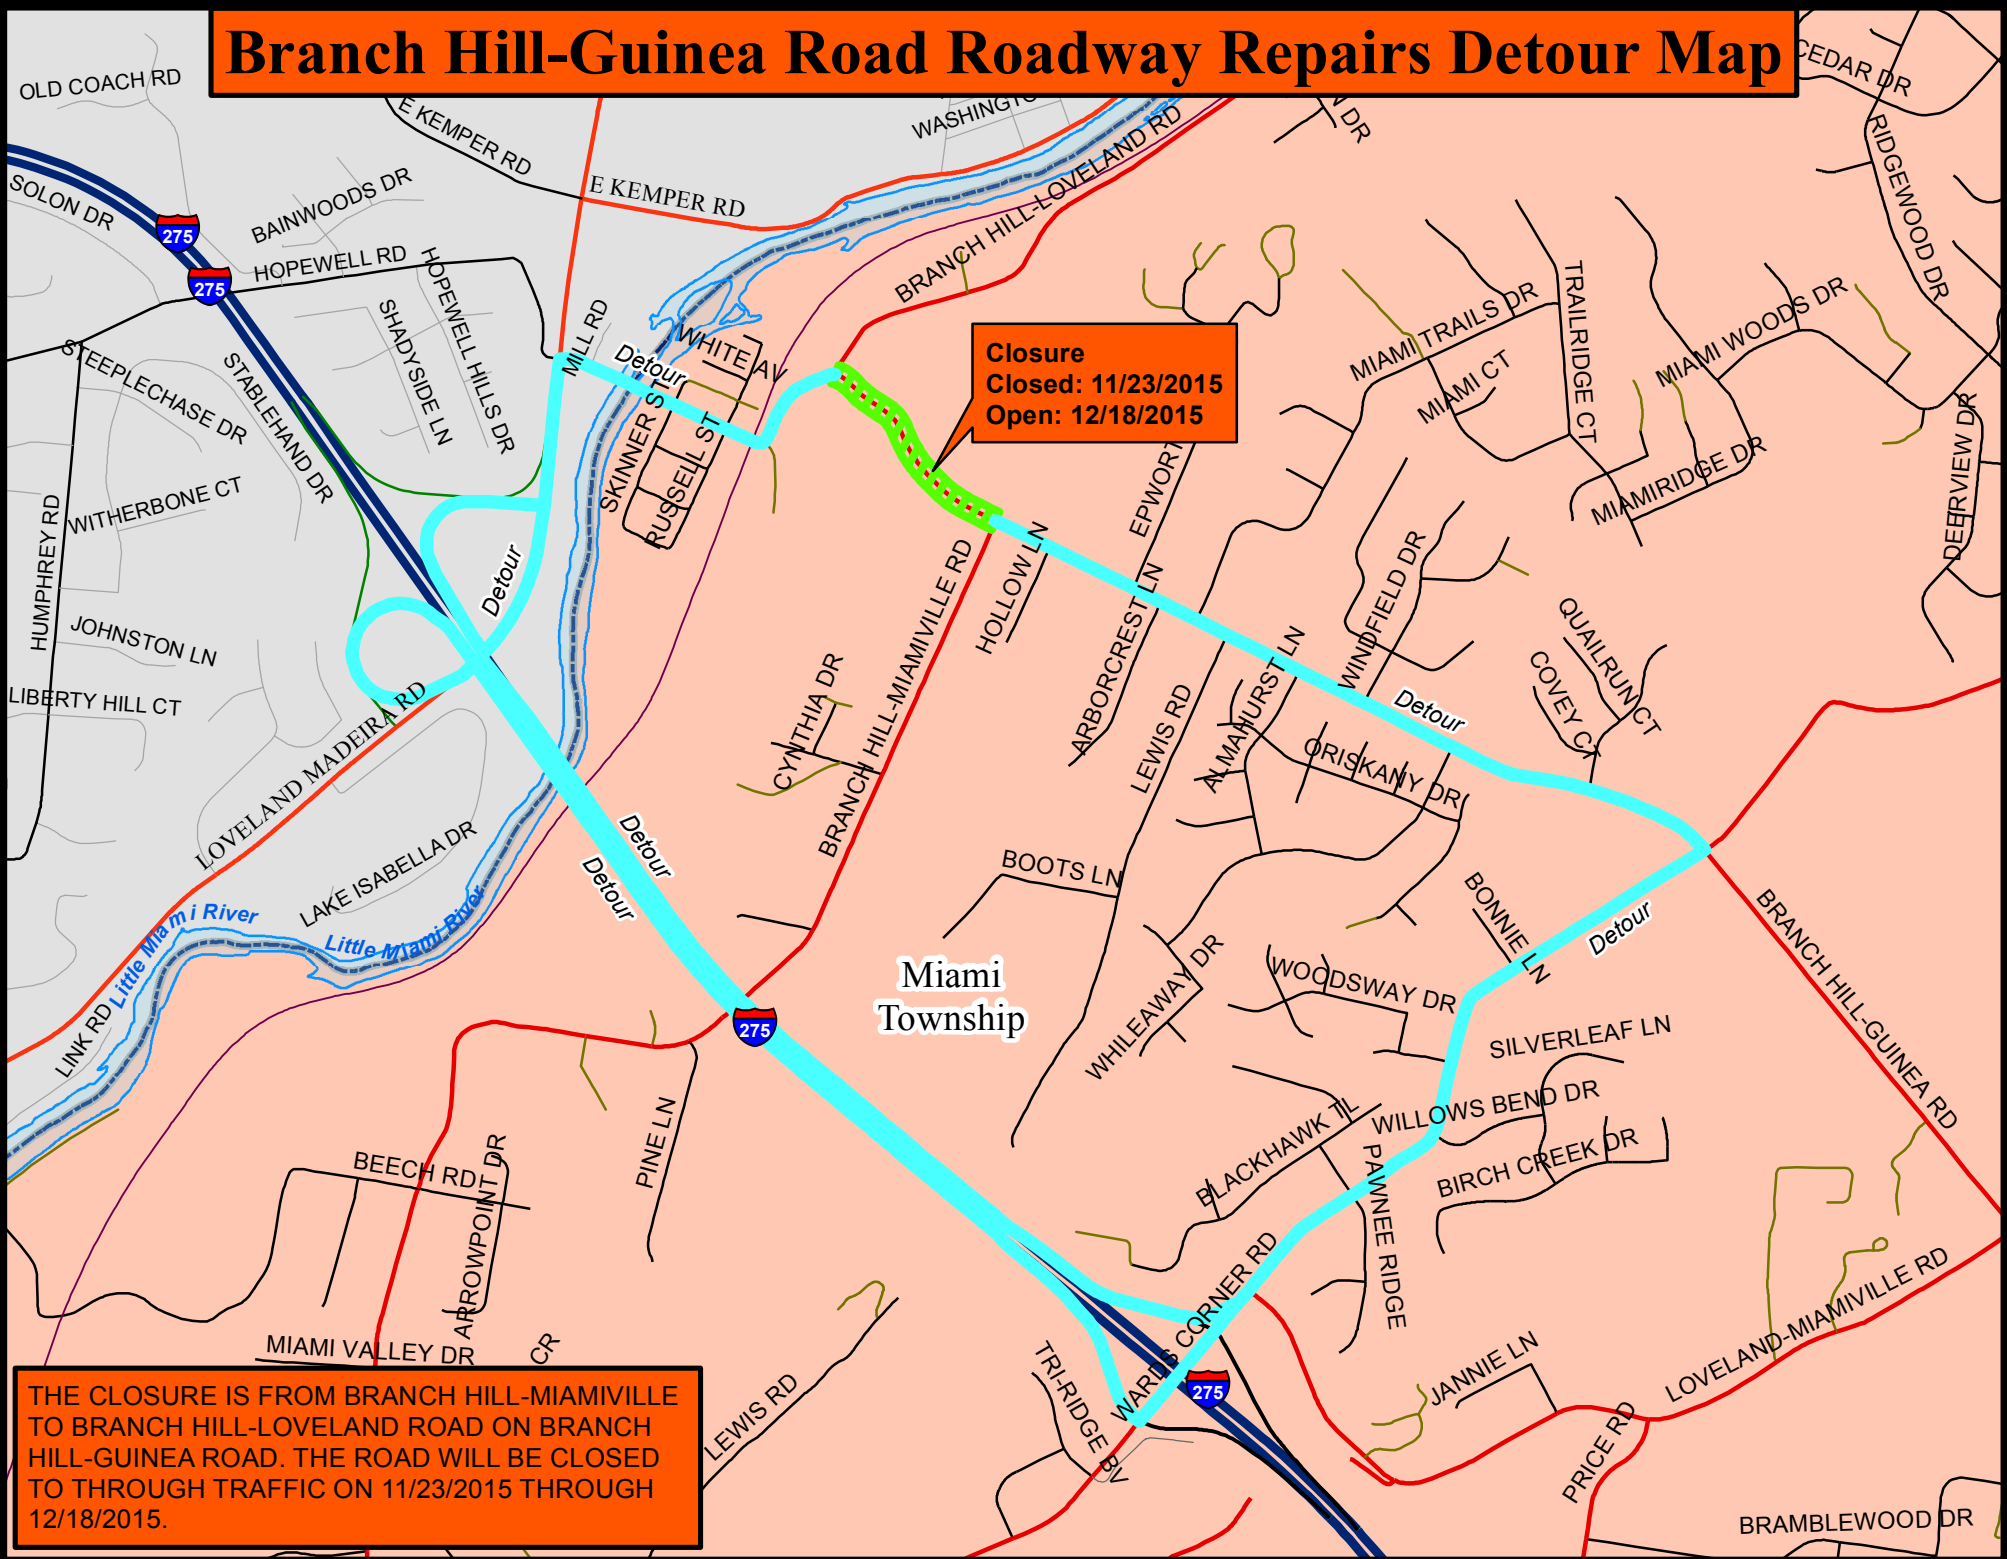 Branch Hill-Guinea Road Roadway Repairs Detour Map
OLD COACH RD
E KEMPER RD
E KEMPER RD
CEDAR DR
RIDGEWOOD DR
SOLON DR
275
275
BAINWOODS DR
HOPEWELL RD
HOPEWELL HILLS DR
SHADYSIDE LN
STEEPLECHASE DR
STABLEHAND DR
WITHERBONE CT
HUMPHREY RD
JOHNSTON LN
LIBERTY HILL CT
LOVELAND MADEIRA RD
LAKE ISABELLA DR
Little Miami River
Little Miami River
LINK RD
MILL RD
Detour
WHITE AV
SKINNER ST
RUSSELL ST
Detour
BRANCH HILL-LOVELAND RD
Closure
Closed: 11/23/2015
Open: 12/18/2015
MIAMI TRAILS DR
TRAILRIDGE CT
MIAMI CT
MIAMI WOODS DR
MIAMIRIDGE DR
DEERVIEW DR
HOLLOW LN
ARBORCREST LN
LEWIS RD
ALMAHURST LN
WINDFIELD DR
QUAILRUN CT
COVEY CT
Detour
ORISKANY DR
CYNTHIA DR
BRANCH HILL-MIAMIVILLE RD
Detour
Detour
BOOTS LN
BONNIE LN
Detour
BRANCH HILL-GUINEA RD
Miami
Township
275
WHILEAWAY DR
WOODSWAY DR
SILVERLEAF LN
WILLOWS BEND DR
BIRCH CREEK DR
BLACKHAWK TL
PAWNEE RIDGE
WARDS CORNER RD
PINE LN
BEECH RD
ARROWPOINT DR
MIAMI VALLEY DR
CR
LEWIS RD
TRI-RIDGE BV
275
JANNIE LN
LOVELAND-MIAMIVILLE RD
PRICE RD
BRAMBLEWOOD DR
THE CLOSURE IS FROM BRANCH HILL-MIAMIVILLE
TO BRANCH HILL-LOVELAND ROAD ON BRANCH
HILL-GUINEA ROAD. THE ROAD WILL BE CLOSED
TO THROUGH TRAFFIC ON 11/23/2015 THROUGH
12/18/2015.